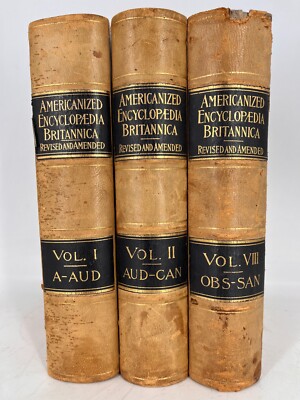 AMERICANIZED
ENCYCLOPÆDIA
BRITANNICA
REVISED AND AMENDED
VOL. I
A-AUD
AMERICANIZED
ENCYCLOPÆDIA
BRITANNICA
REVISED AND AMENDED
VOL. II
AUD-CAN
AMERICANIZED
ENCYCLOPÆDIA
BRITANNICA
REVISED AND AMENDED
VOL. VIII
OBS-SAN